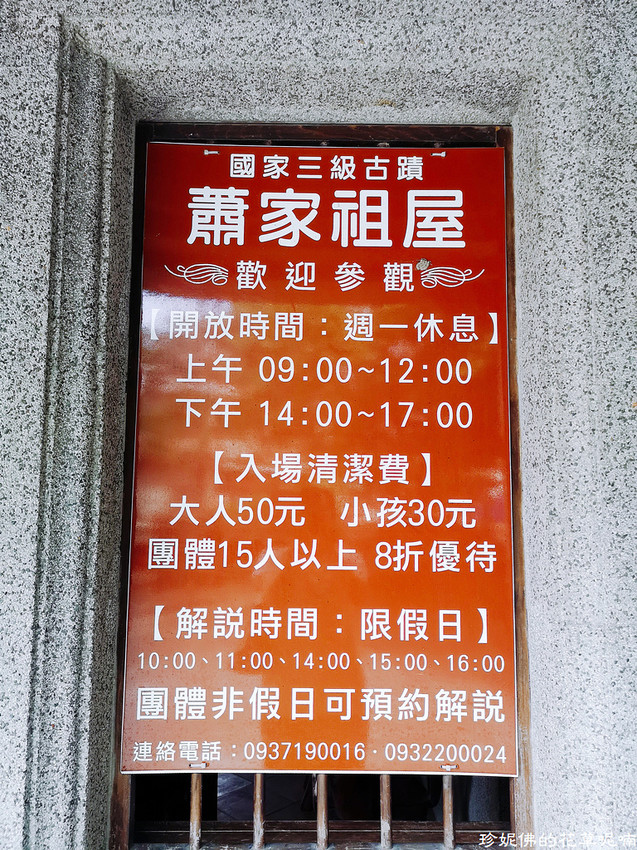 國家三級古蹟
蕭家祖屋
歡迎參觀
【開放時間：週一休息】
上午 09:00~12:00
下午 14:00~17:00
【入場清潔費】
大人50元 小孩30元
團體15人以上 8折優待
【解説時間：限假日】
10:00、11:00、14:00、15:00、16:00
團體非假日可預約解説
連絡電話：0937190016·0932200024
珍妮佛的花草呢喃